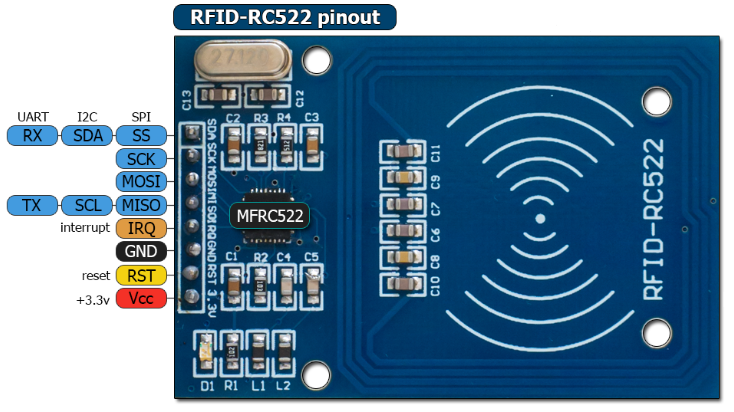 RFID-RC522 pinout
27.120
C13
C12
UART I2C SPI
RX SDA SS
SCK
MOSI
TX SCL MISO
interrupt IRQ
GND
reset RST
+3.3v Vcc
SDA
SCK
MOSI
MISO
IRQ
GND
RST
3.3V
C2 R3 R4 C3
MFRC522
C1 R2 C4 C5
D1 R1 L1 L2
C11
C9
C7
C6
C8
C10
RFID-RC522